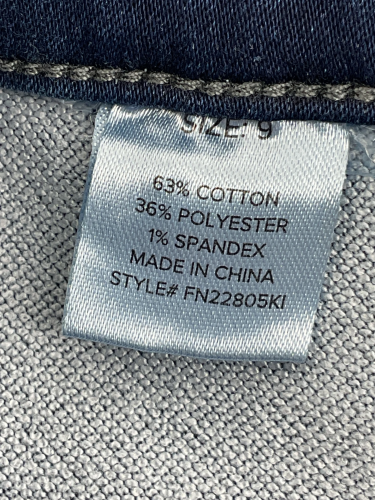 SIZE: 9
63% COTTON
36% POLYESTER
1% SPANDEX
MADE IN CHINA
STYLE# FN22805KI